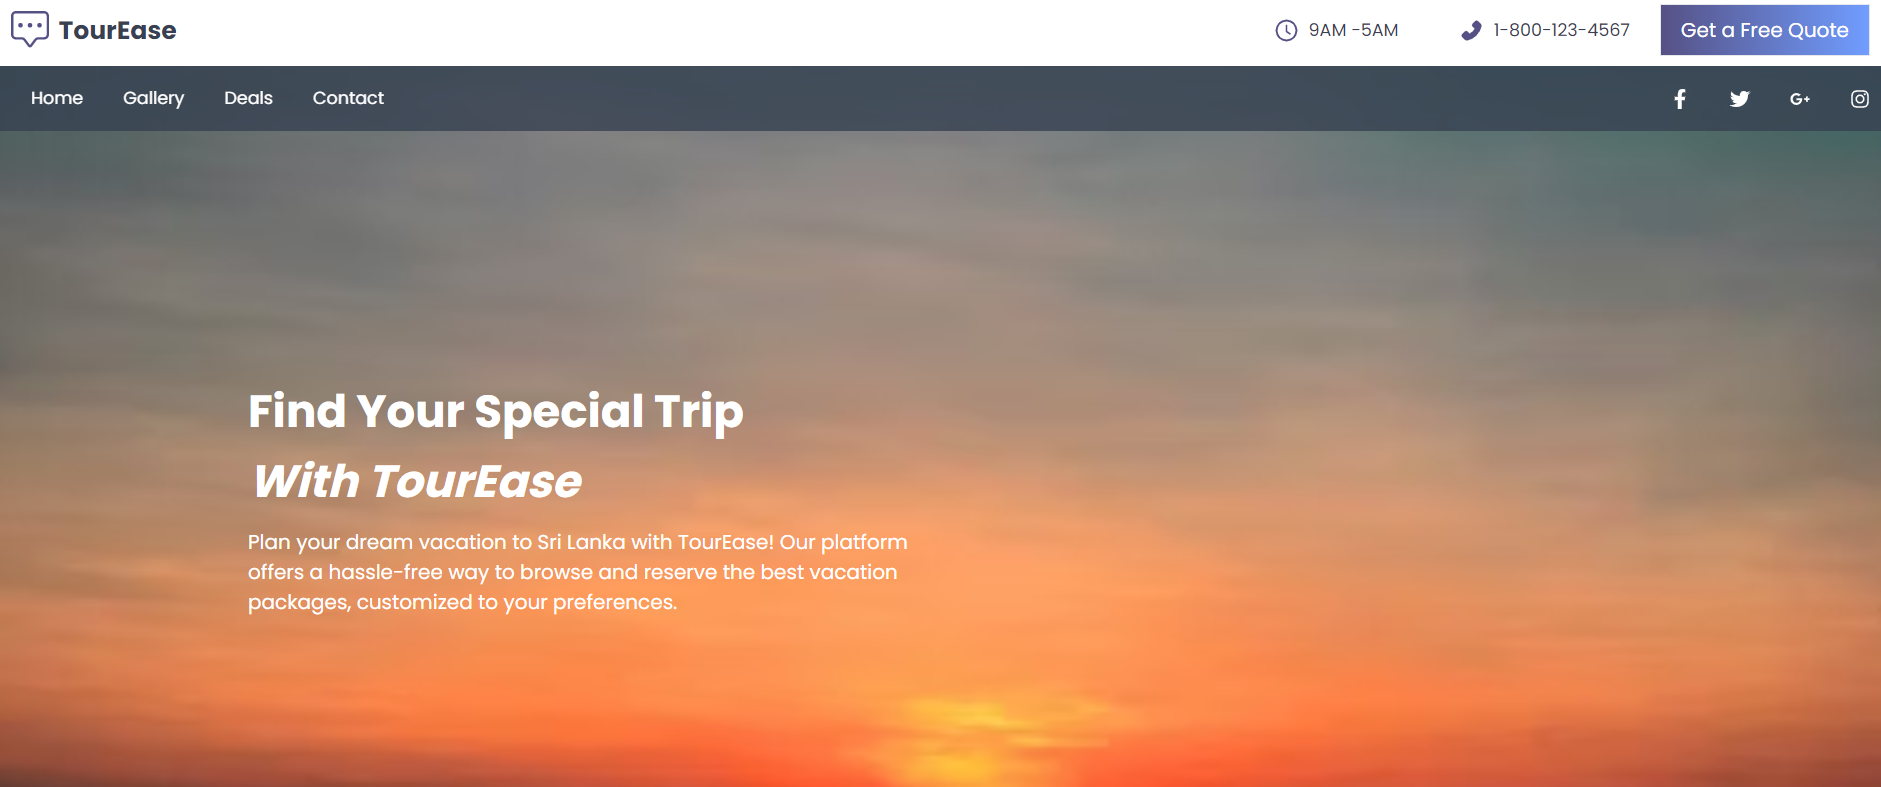 TourEase
9AM -5AM
1-800-123-4567
Get a Free Quote
Home
Gallery
Deals
Contact
G+
Find Your Special Trip
With TourEase
Plan your dream vacation to Sri Lanka with TourEase! Our platform
offers a hassle-free way to browse and reserve the best vacation
packages, customized to your preferences.